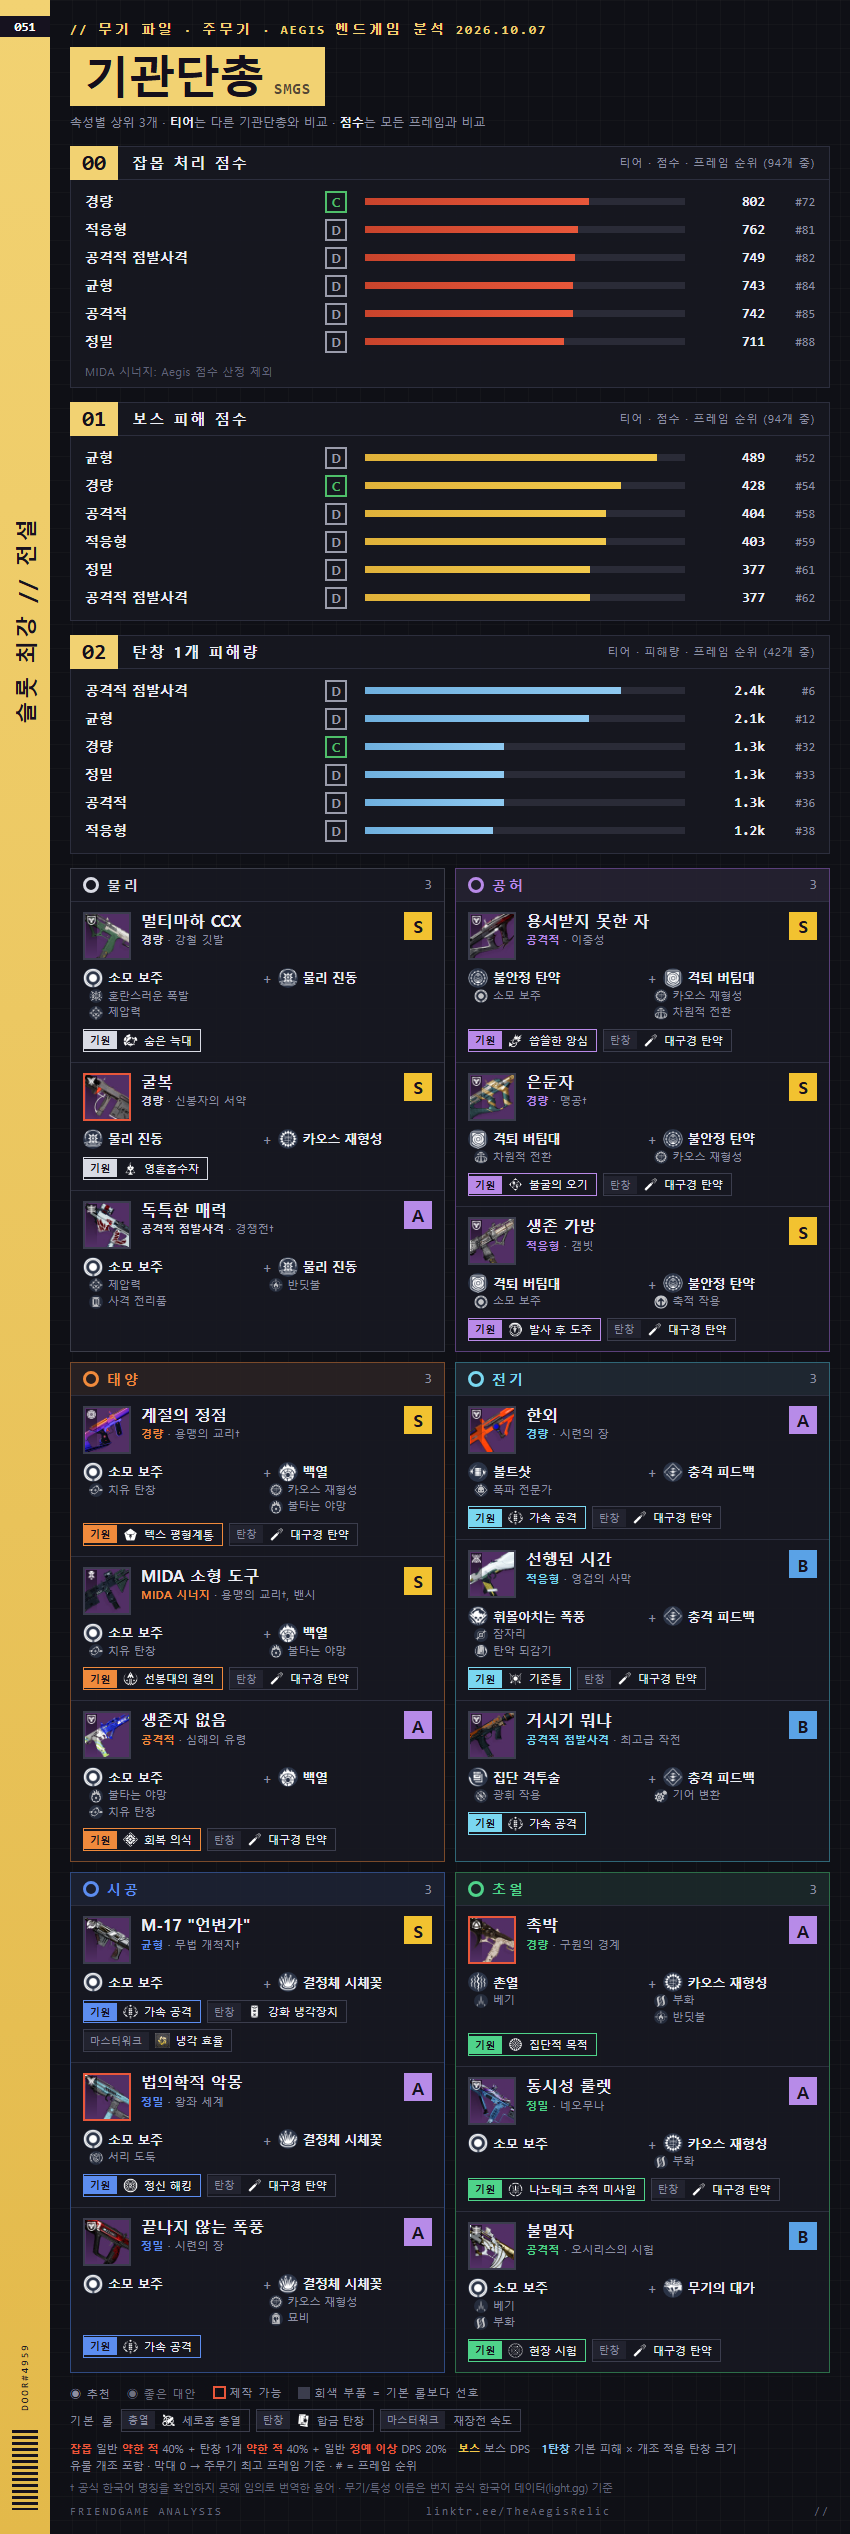 051
// 무기 파일 · 주무기 · AEGIS 엔드게임 분석 2026.10.07
기관단총 SMGS
속성별 상위 3개 · 티어는 다른 기관단총와 비교 · 점수는 모든 프레임과 비교
00 잡몹 처리 점수 티어 · 점수 · 프레임 순위 (94개 중)
경량 C 802 #72
적응형 D 762 #81
공격적 점발사격 D 749 #82
균형 D 743 #84
공격적 D 742 #85
정밀 D 711 #88
MIDA 시너지: Aegis 점수 산정 제외
01 보스 피해 점수 티어 · 점수 · 프레임 순위 (94개 중)
균형 D 489 #52
경량 C 428 #54
공격적 D 404 #58
적응형 D 403 #59
정밀 D 377 #61
공격적 점발사격 D 377 #62
슬롯 최강 // 전설
02 탄창 1개 피해량 티어 · 피해량 · 프레임 순위 (42개 중)
공격적 점발사격 D 2.4k #6
균형 D 2.1k #12
경량 C 1.3k #32
정밀 D 1.3k #33
공격적 D 1.3k #36
적응형 D 1.2k #38
물리 3
멀티마하 CCX S
경량 · 강철 깃발
소모 보주 + 물리 진동
혼란스러운 폭발
제압력
기원 숨은 늑대
굴복 S
경량 · 신봉자의 서약
물리 진동 + 카오스 재형성
기원 영혼흡수자
독특한 매력 A
공격적 점발사격 · 경쟁전†
소모 보주 + 물리 진동
제압력 반딧불
사격 전리품
공허 3
용서받지 못한 자 S
공격적 · 이중성
불안정 탄약 + 격퇴 버팀대
소모 보주 카오스 재형성
차원적 전환
기원 씁쓸한 앙심 탄창 대구경 탄약
은둔자 S
경량 · 맹공†
격퇴 버팀대 + 불안정 탄약
차원적 전환 카오스 재형성
기원 불굴의 오기 탄창 대구경 탄약
생존 가방 S
적응형 · 갬빗
격퇴 버팀대 + 불안정 탄약
소모 보주 축적 작용
기원 발사 후 도주 탄창 대구경 탄약
태양 3
계절의 정점 S
경량 · 용맹의 교리†
소모 보주 + 백열
치유 탄창 카오스 재형성
불타는 야망
기원 텍스 평형계통 탄창 대구경 탄약
MIDA 소형 도구 S
MIDA 시너지 · 용맹의 교리†, 밴시
소모 보주 + 백열
치유 탄창 불타는 야망
기원 선봉대의 결의 탄창 대구경 탄약
생존자 없음 A
공격적 · 심해의 유령
소모 보주 + 백열
불타는 야망
치유 탄창
기원 회복 의식 탄창 대구경 탄약
전기 3
한외 A
경량 · 시련의 장
볼트샷 + 충격 피드백
폭파 전문가
기원 가속 공격 탄창 대구경 탄약
선행된 시간 B
적응형 · 영겁의 사막
휘몰아치는 폭풍 + 충격 피드백
잠자리
탄약 되감기
기원 기준틀 탄창 대구경 탄약
거시기 뭐냐 B
공격적 점발사격 · 최고급 작전
집단 격투술 + 충격 피드백
광휘 작용 기어 변환
기원 가속 공격
시공 3
M-17 "언변가" S
균형 · 무법 개척지†
소모 보주 + 결정체 시체꽃
기원 가속 공격 탄창 강화 냉각장치
마스터워크 냉각 효율
법의학적 악몽 A
정밀 · 왕좌 세계
소모 보주 + 결정체 시체꽃
서리 도둑
기원 정신 해킹 탄창 대구경 탄약
끝나지 않는 폭풍 A
정밀 · 시련의 장
소모 보주 + 결정체 시체꽃
카오스 재형성
묘비
기원 가속 공격
초월 3
촉박 A
경량 · 구원의 경계
촌열 + 카오스 재형성
베기 부화
반딧불
기원 집단적 목적
동시성 룰렛 A
정밀 · 네오무나
소모 보주 + 카오스 재형성
부화
기원 나노테크 추적 미사일 탄창 대구경 탄약
불멸자 B
공격적 · 오시리스의 시험
소모 보주 + 무기의 대가
베기
부화
기원 현장 시험 탄창 대구경 탄약
DOOR#4959
추천 좋은 대안 제작 가능 회색 부품 = 기본 롤보다 선호
기본 롤 총열 세로홈 총열 탄창 합금 탄창 마스터워크 재장전 속도
잡몹 일반 약한 적 40% + 탄창 1개 약한 적 40% + 일반 정예 이상 DPS 20% 보스 보스 DPS 1탄창 기본 피해 × 개조 적용 탄창 크기
유물 개조 포함 · 막대 0 → 주무기 최고 프레임 기준 · # = 프레임 순위
† 공식 한국어 명칭을 확인하지 못해 임의로 번역한 용어 · 무기/특성 이름은 번지 공식 한국어 데이터(light.gg) 기준
FRIENDGAME ANALYSIS linktr.ee/TheAegisRelic //